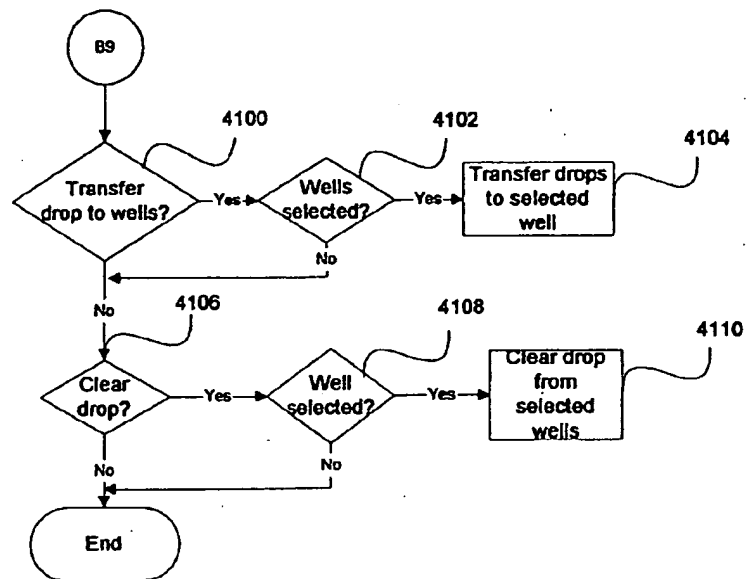 B9
4100
4102
4104
Transfer
drop to wells?
Yes
Wells
selected?
Yes
Transfer drops
to selected
well
No
No
4106
4108
4110
Clear
drop?
Yes
Well
selected?
Yes
Clear drop
from
selected
wells
No
No
End